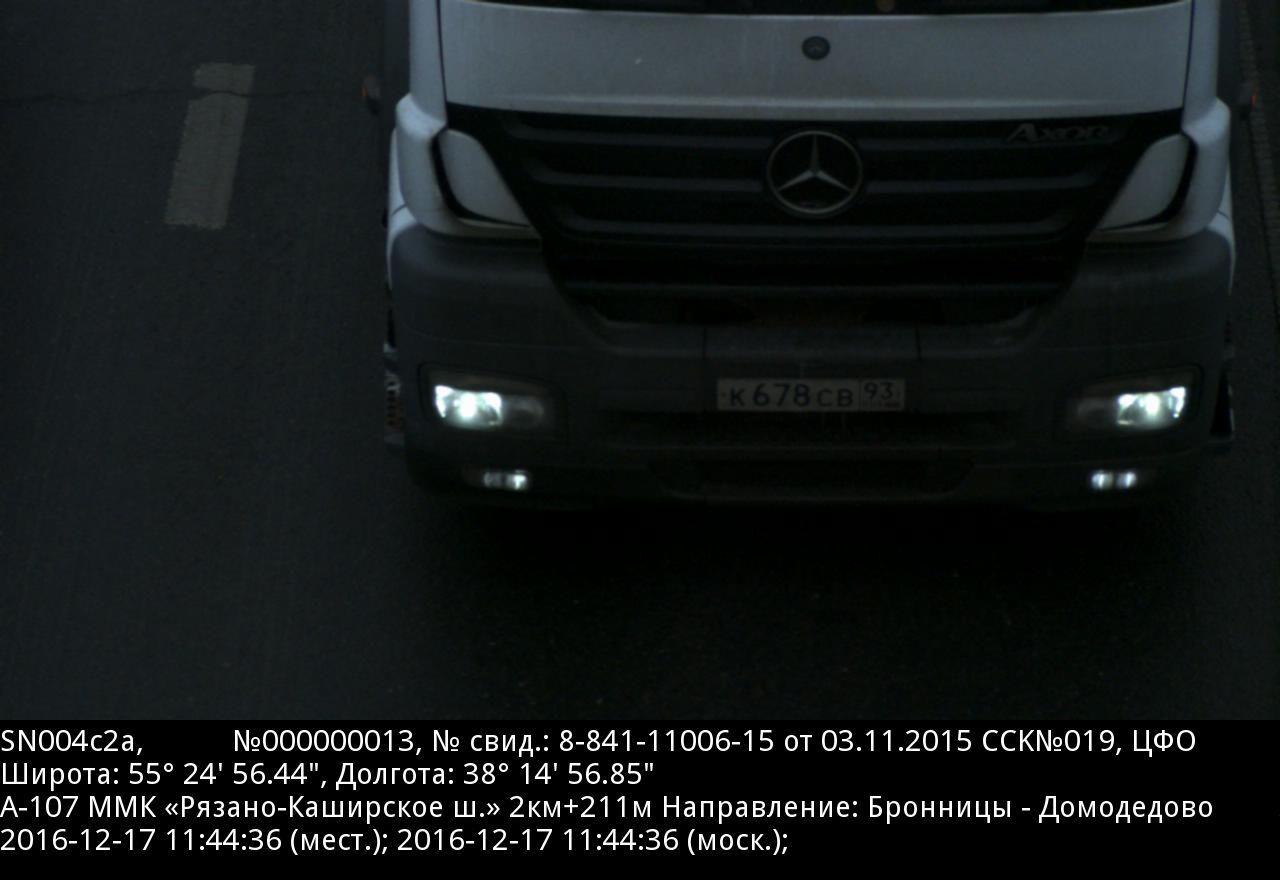 Axor
К678СВ 93
SN004c2a, №000000013, № свид.: 8-841-11006-15 от 03.11.2015 ССК№019, ЦФО
Широта: 55° 24' 56.44", Долгота: 38° 14' 56.85"
А-107 ММК «Рязано-Каширское ш.» 2км+211м Направление: Бронницы - Домодедово
2016-12-17 11:44:36 (мест.); 2016-12-17 11:44:36 (моск.);